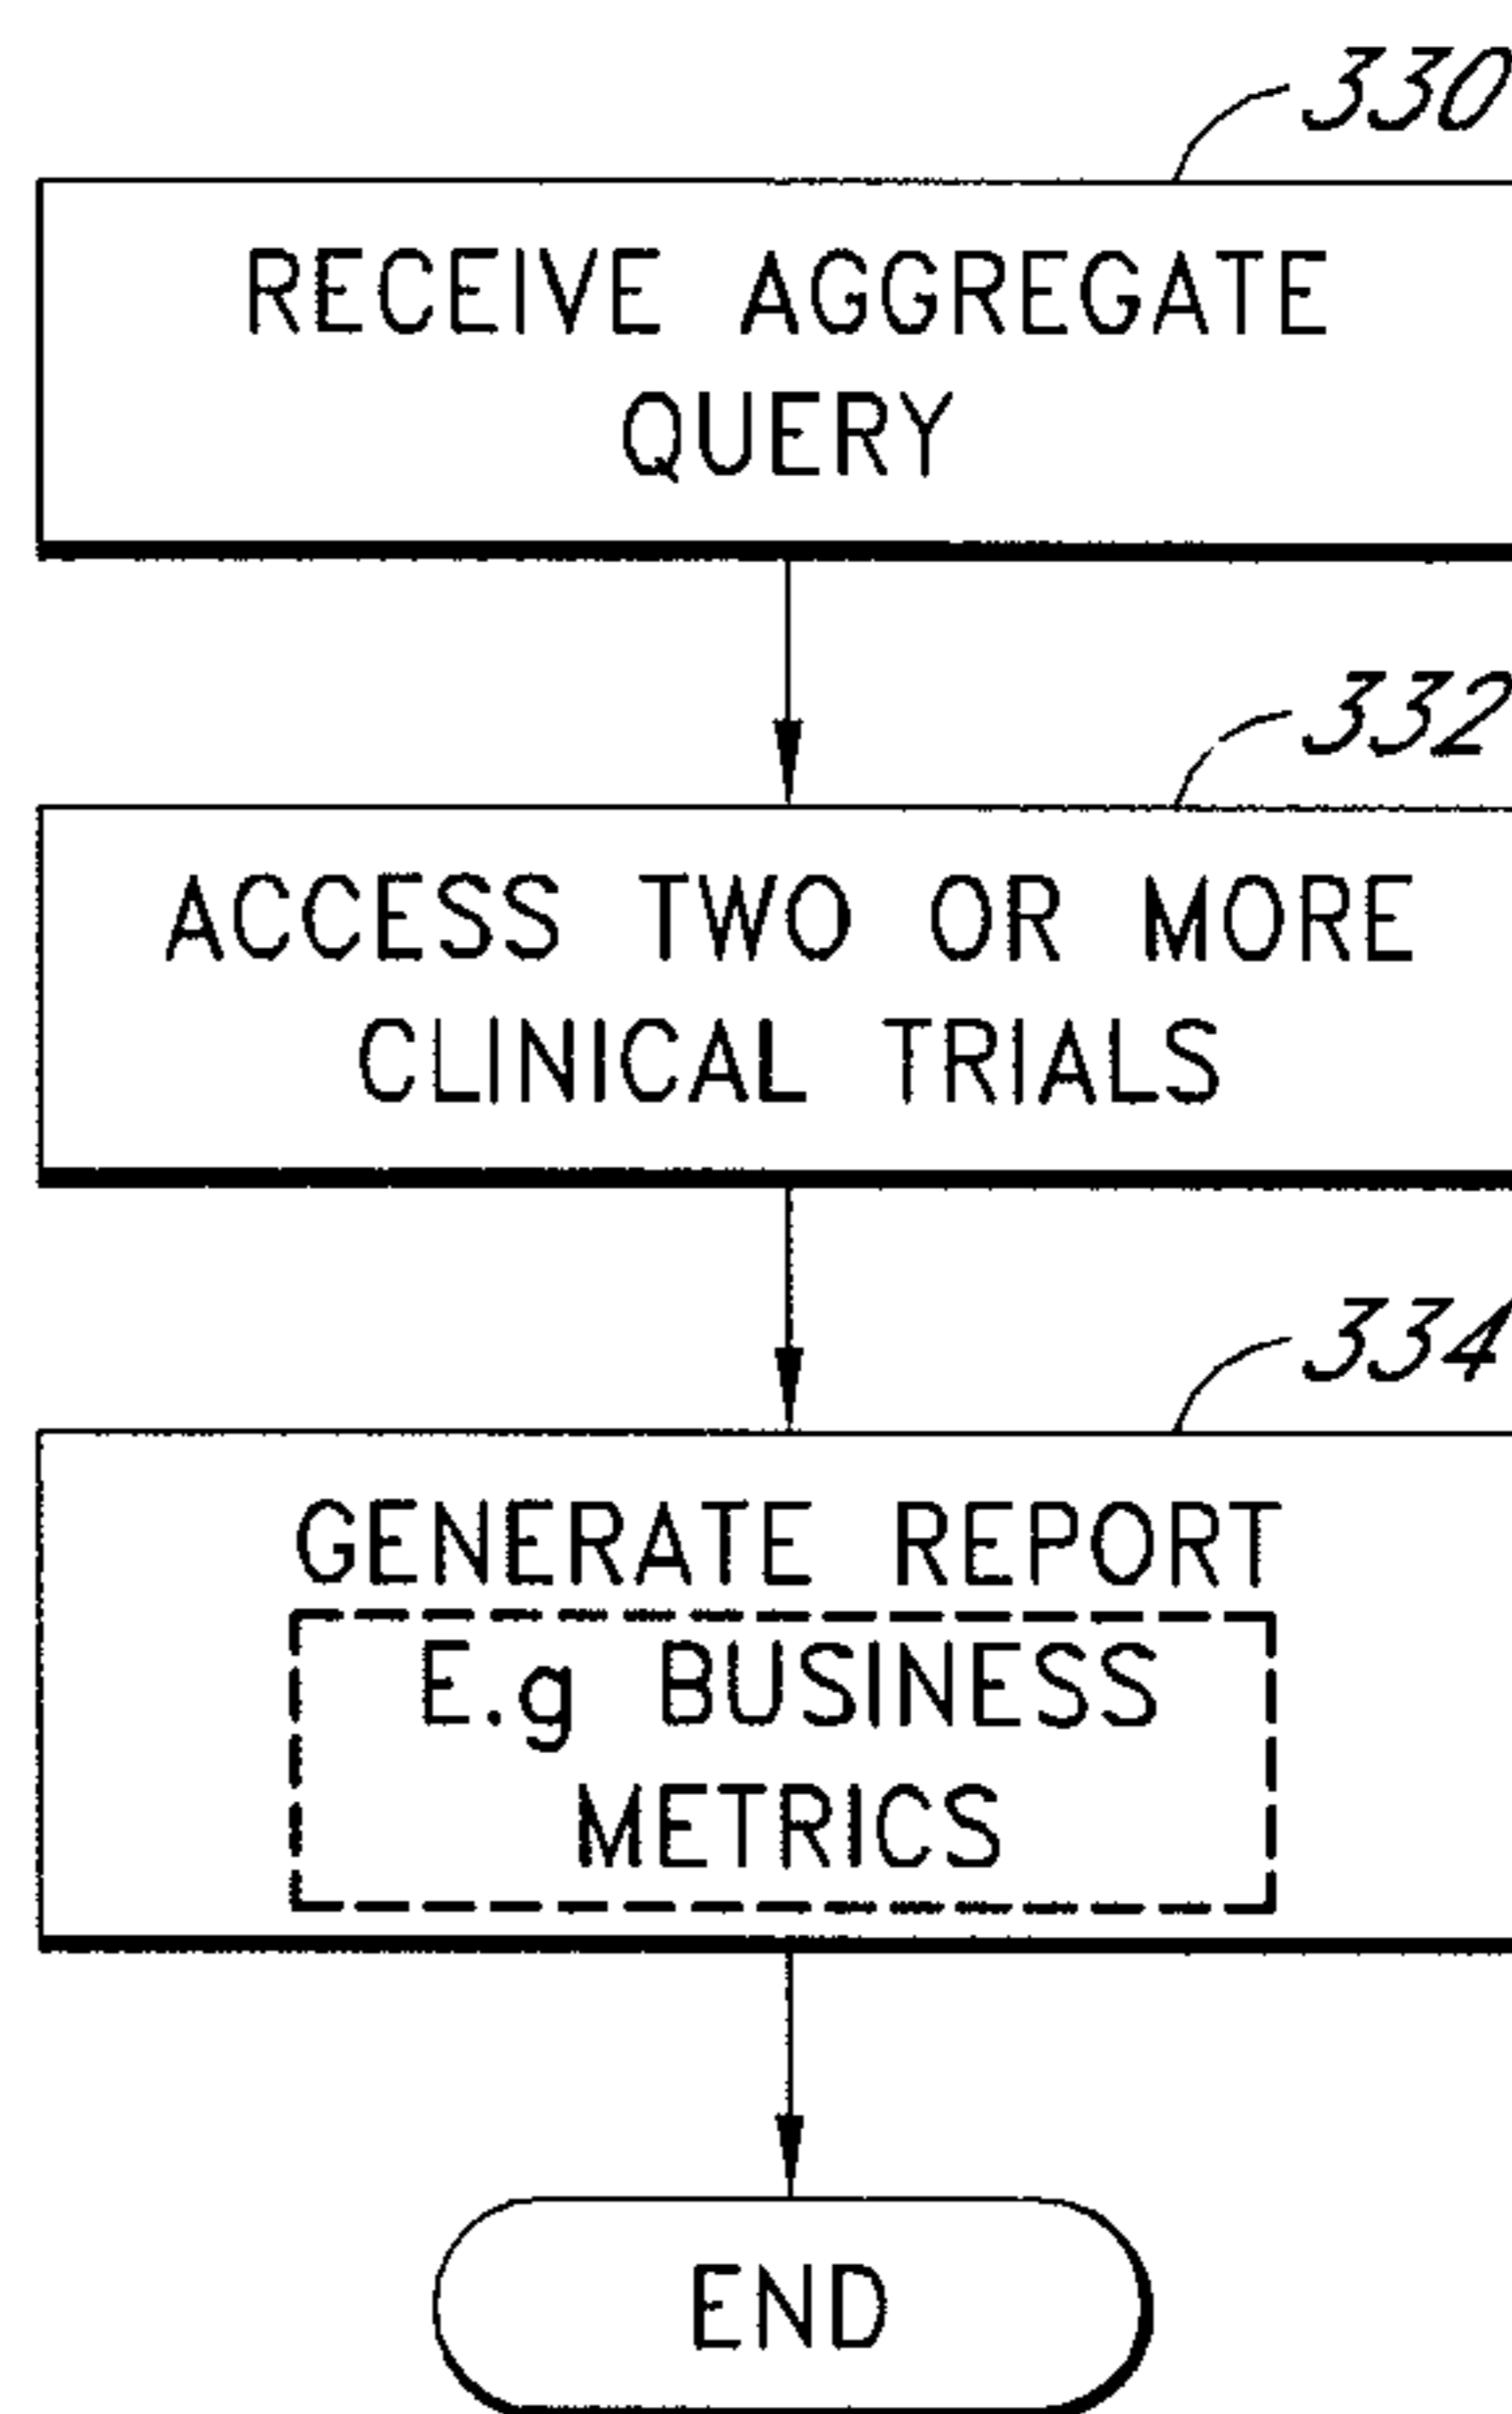 330
RECEIVE AGGREGATE
QUERY
332
ACCESS TWO OR MORE
CLINICAL TRIALS
334
GENERATE REPORT
E.g BUSINESS
METRICS
END